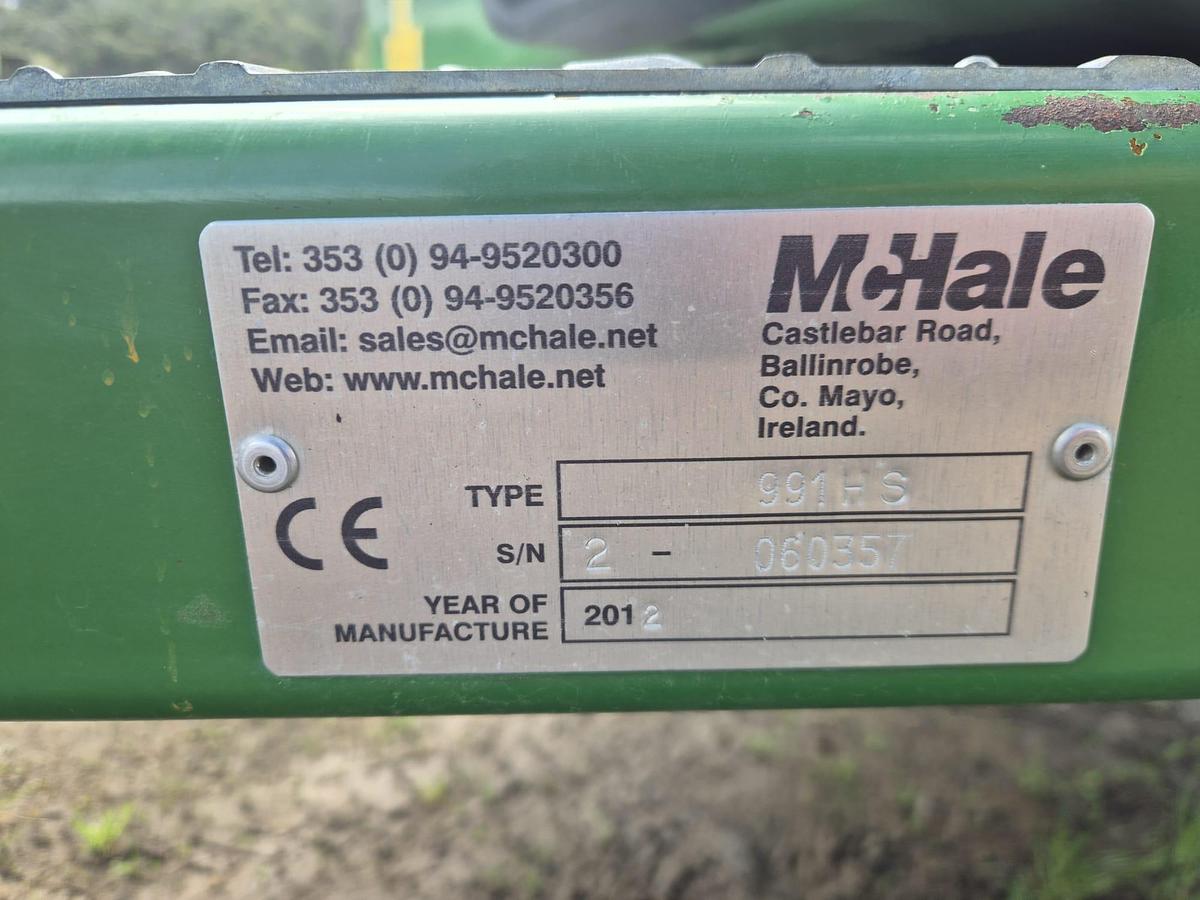 Tel: 353 (0) 94-9520300
Fax: 353 (0) 94-9520356
Email: sales@mchale.net
Web: www.mchale.net
McHale
Castlebar Road,
Ballinrobe,
Co. Mayo,
Ireland.
CE
TYPE 991HS
S/N 2 - 060357
YEAR OF
MANUFACTURE 2012